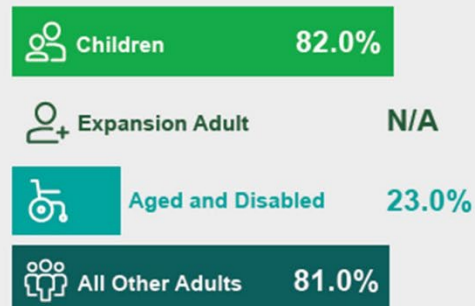 Children 82.0%
Expansion Adult N/A
Aged and Disabled 23.0%
All Other Adults 81.0%